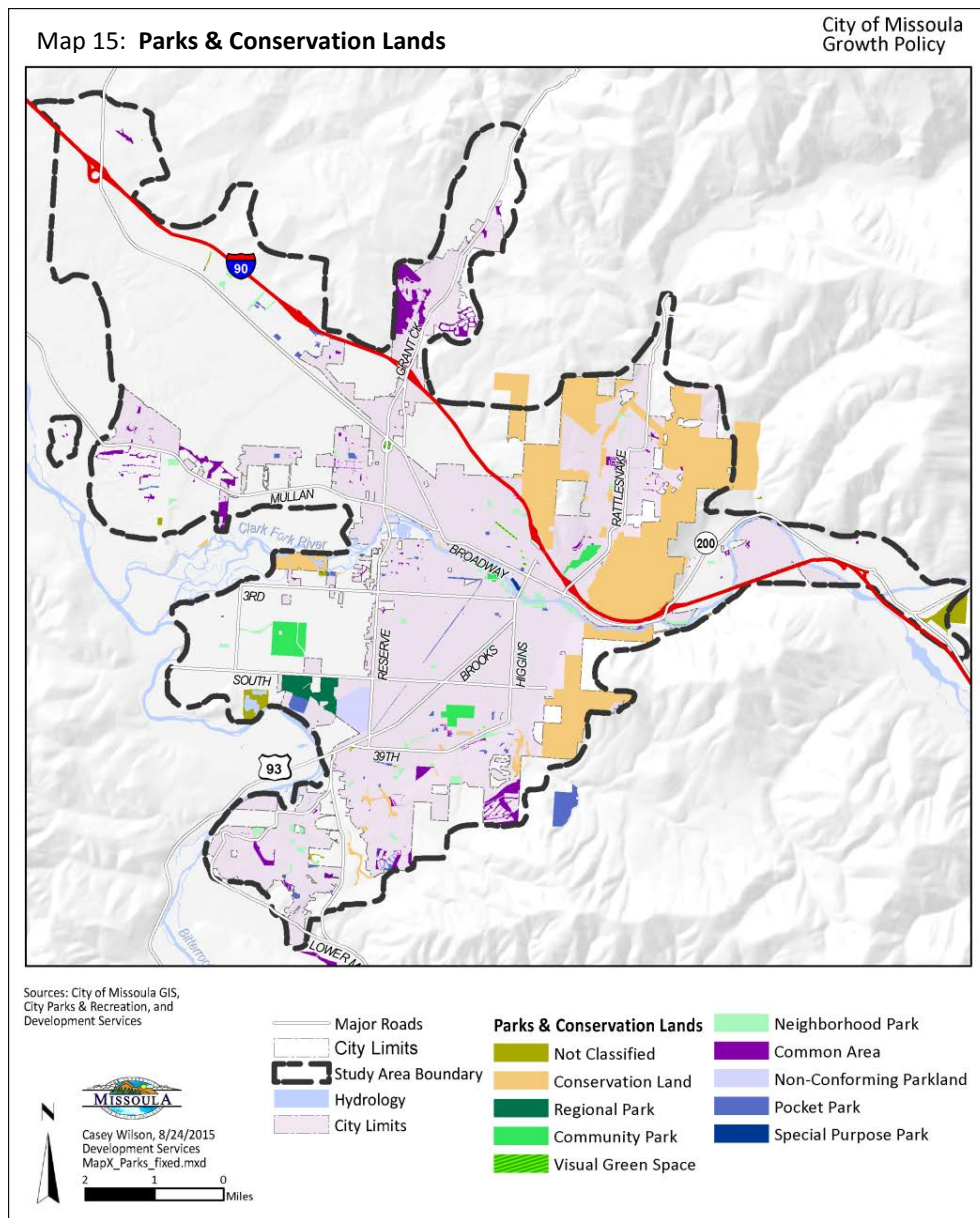 Map 15: Parks & Conservation Lands
City of Missoula
Growth Policy
90
GRANT CK
RATTLESNAKE
MULLAN
Clark Fork River
BROADWAY
200
3RD
RESERVE
BROOKS
HIGGINS
SOUTH
39TH
93
LOWER M
Sources: City of Missoula GIS,
City Parks & Recreation, and
Development Services
Major Roads
City Limits
Study Area Boundary
Hydrology
City Limits
Parks & Conservation Lands
Not Classified
Conservation Land
Regional Park
Community Park
Visual Green Space
Neighborhood Park
Common Area
Non-Conforming Parkland
Pocket Park
Special Purpose Park
N
MISSOULA
Casey Wilson, 8/24/2015
Development Services
MapX_Parks_fixed.mxd
2 1 0
Miles